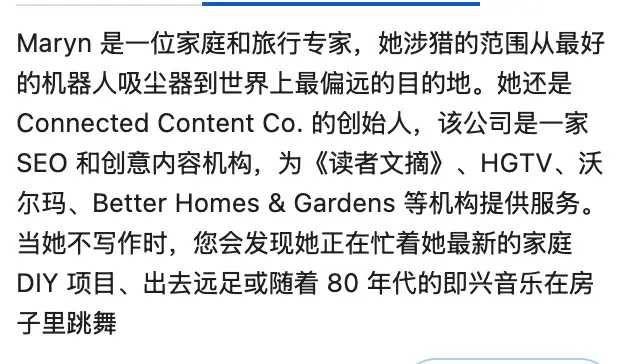 Maryn 是一位家庭和旅行专家，她涉猎的范围从最好
的机器人吸尘器到世界上最偏远的目的地。她还是
Connected Content Co. 的创始人，该公司是一家
SEO 和创意内容机构，为《读者文摘》、HGTV、沃
尔玛、Better Homes & Gardens 等机构提供服务。
当她不写作时，您会发现她正在忙着她最新的家庭
DIY 项目、出去远足或随着 80 年代的即兴音乐在房
子里跳舞